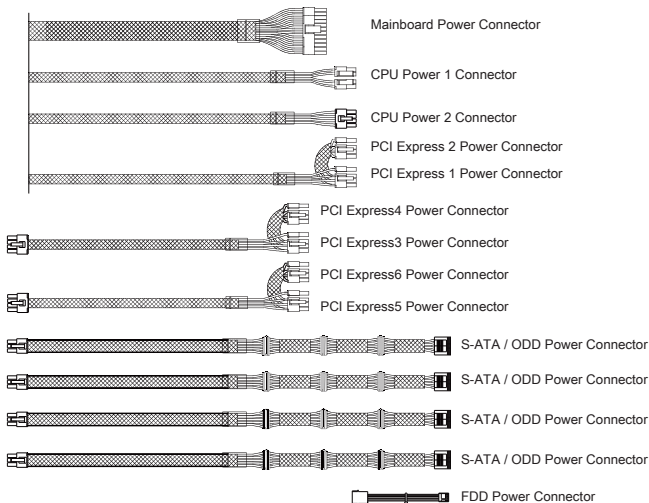 Mainboard Power Connector
CPU Power 1 Connector
CPU Power 2 Connector
PCI Express 2 Power Connector
PCI Express 1 Power Connector
PCI Express4 Power Connector
PCI Express3 Power Connector
PCI Express6 Power Connector
PCI Express5 Power Connector
S-ATA / ODD Power Connector
S-ATA / ODD Power Connector
S-ATA / ODD Power Connector
S-ATA / ODD Power Connector
FDD Power Connector